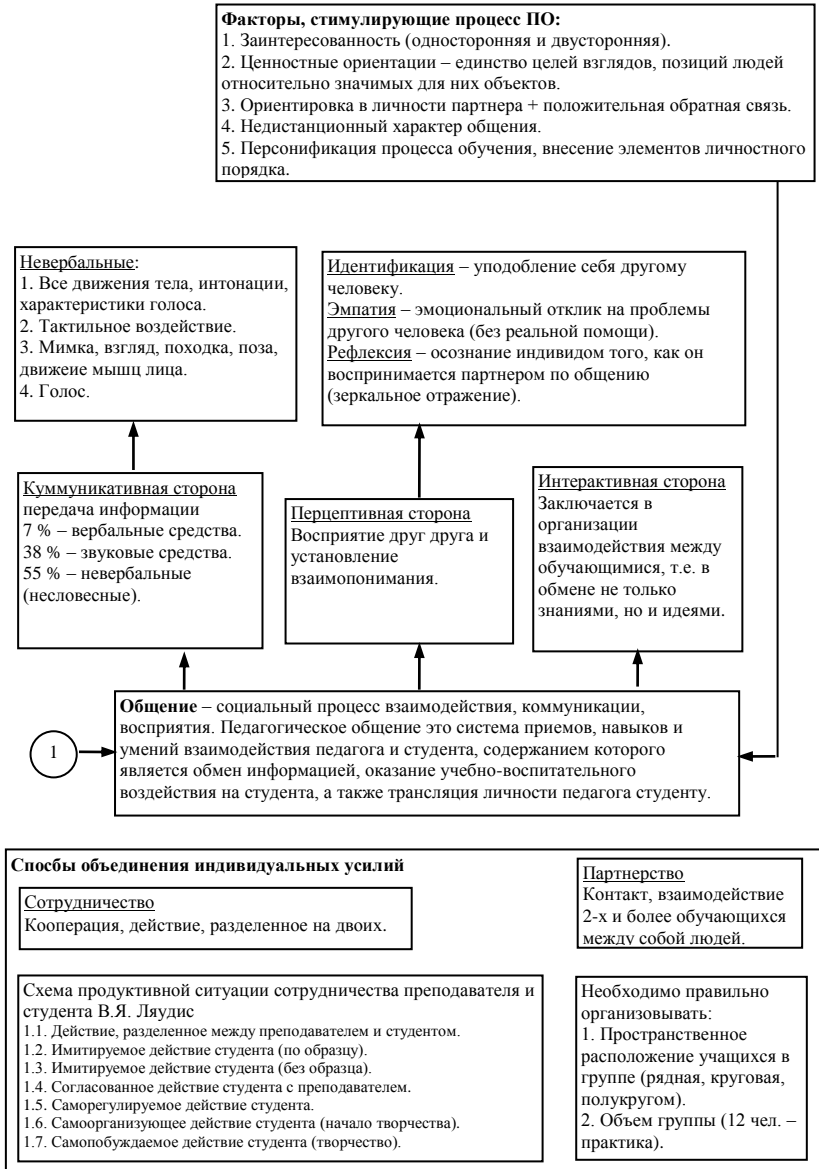 Факторы, стимулирующие процесс ПО:
1. Заинтересованность (односторонняя и двусторонняя).
2. Ценностные ориентации – единство целей взглядов, позиций людей
относительно значимых для них объектов.
3. Ориентировка в личности партнера + положительная обратная связь.
4. Недистанционный характер общения.
5. Персонификация процесса обучения, внесение элементов личностного
порядка.
Невербальные:
1. Все движения тела, интонации,
характеристики голоса.
2. Тактильное воздействие.
3. Мимка, взгляд, походка, поза,
движеие мышц лица.
4. Голос.
Идентификация – уподобление себя другому
человеку.
Эмпатия – эмоциональный отклик на проблемы
другого человека (без реальной помощи).
Рефлексия – осознание индивидом того, как он
воспринимается партнером по общению
(зеркальное отражение).
Куммуникативная сторона
передача информации
7 % – вербальные средства.
38 % – звуковые средства.
55 % – невербальные
(несловесные).
Перцептивная сторона
Восприятие друг друга и
установление
взаимопонимания.
Интерактивная сторона
Заключается в
организации
взаимодействия между
обучающимися, т.е. в
обмене не только
знаниями, но и идеями.
1
Общение – социальный процесс взаимодействия, коммуникации,
восприятия. Педагогическое общение это система приемов, навыков и
умений взаимодействия педагога и студента, содержанием которого
является обмен информацией, оказание учебно-воспитательного
воздействия на студента, а также трансляция личности педагога студенту.
Спосбы объединения индивидуальных усилий
Сотрудничество
Кооперация, действие, разделенное на двоих.
Партнерство
Контакт, взаимодействие
2-х и более обучающихся
между собой людей.
Схема продуктивной ситуации сотрудничества преподавателя и
студента В.Я. Ляудис
1.1. Действие, разделенное между преподавателем и студентом.
1.2. Имитируемое действие студента (по образцу).
1.3. Имитируемое действие студента (без образца).
1.4. Согласованное действие студента с преподавателем.
1.5. Саморегулируемое действие студента.
1.6. Самоорганизующее действие студента (начало творчества).
1.7. Самопобуждаемое действие студента (творчество).
Необходимо правильно
организовывать:
1. Пространственное
расположение учащихся в
группе (рядная, круговая,
полукругом).
2. Объем группы (12 чел. –
практика).